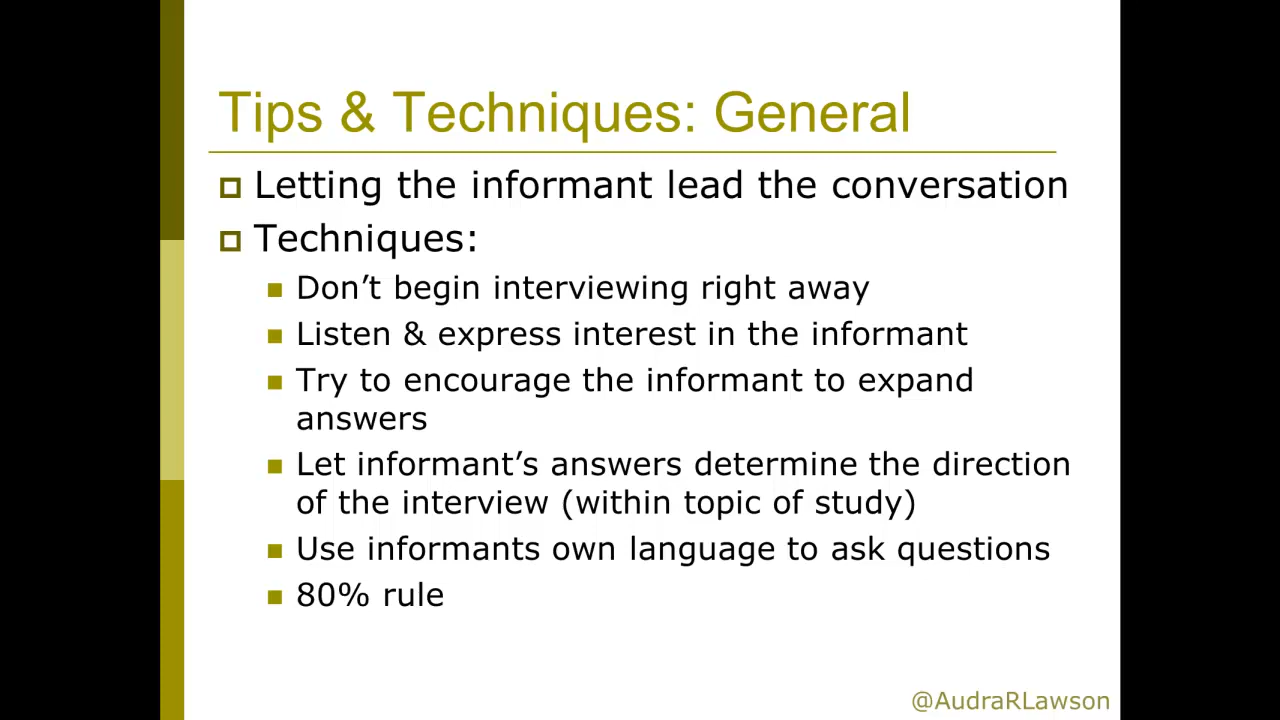 Tips & Techniques: General
Letting the informant lead the conversation
Techniques:
Don’t begin interviewing right away
Listen & express interest in the informant
Try to encourage the informant to expand
answers
Let informant’s answers determine the direction
of the interview (within topic of study)
Use informants own language to ask questions
80% rule
@AudraRLawson